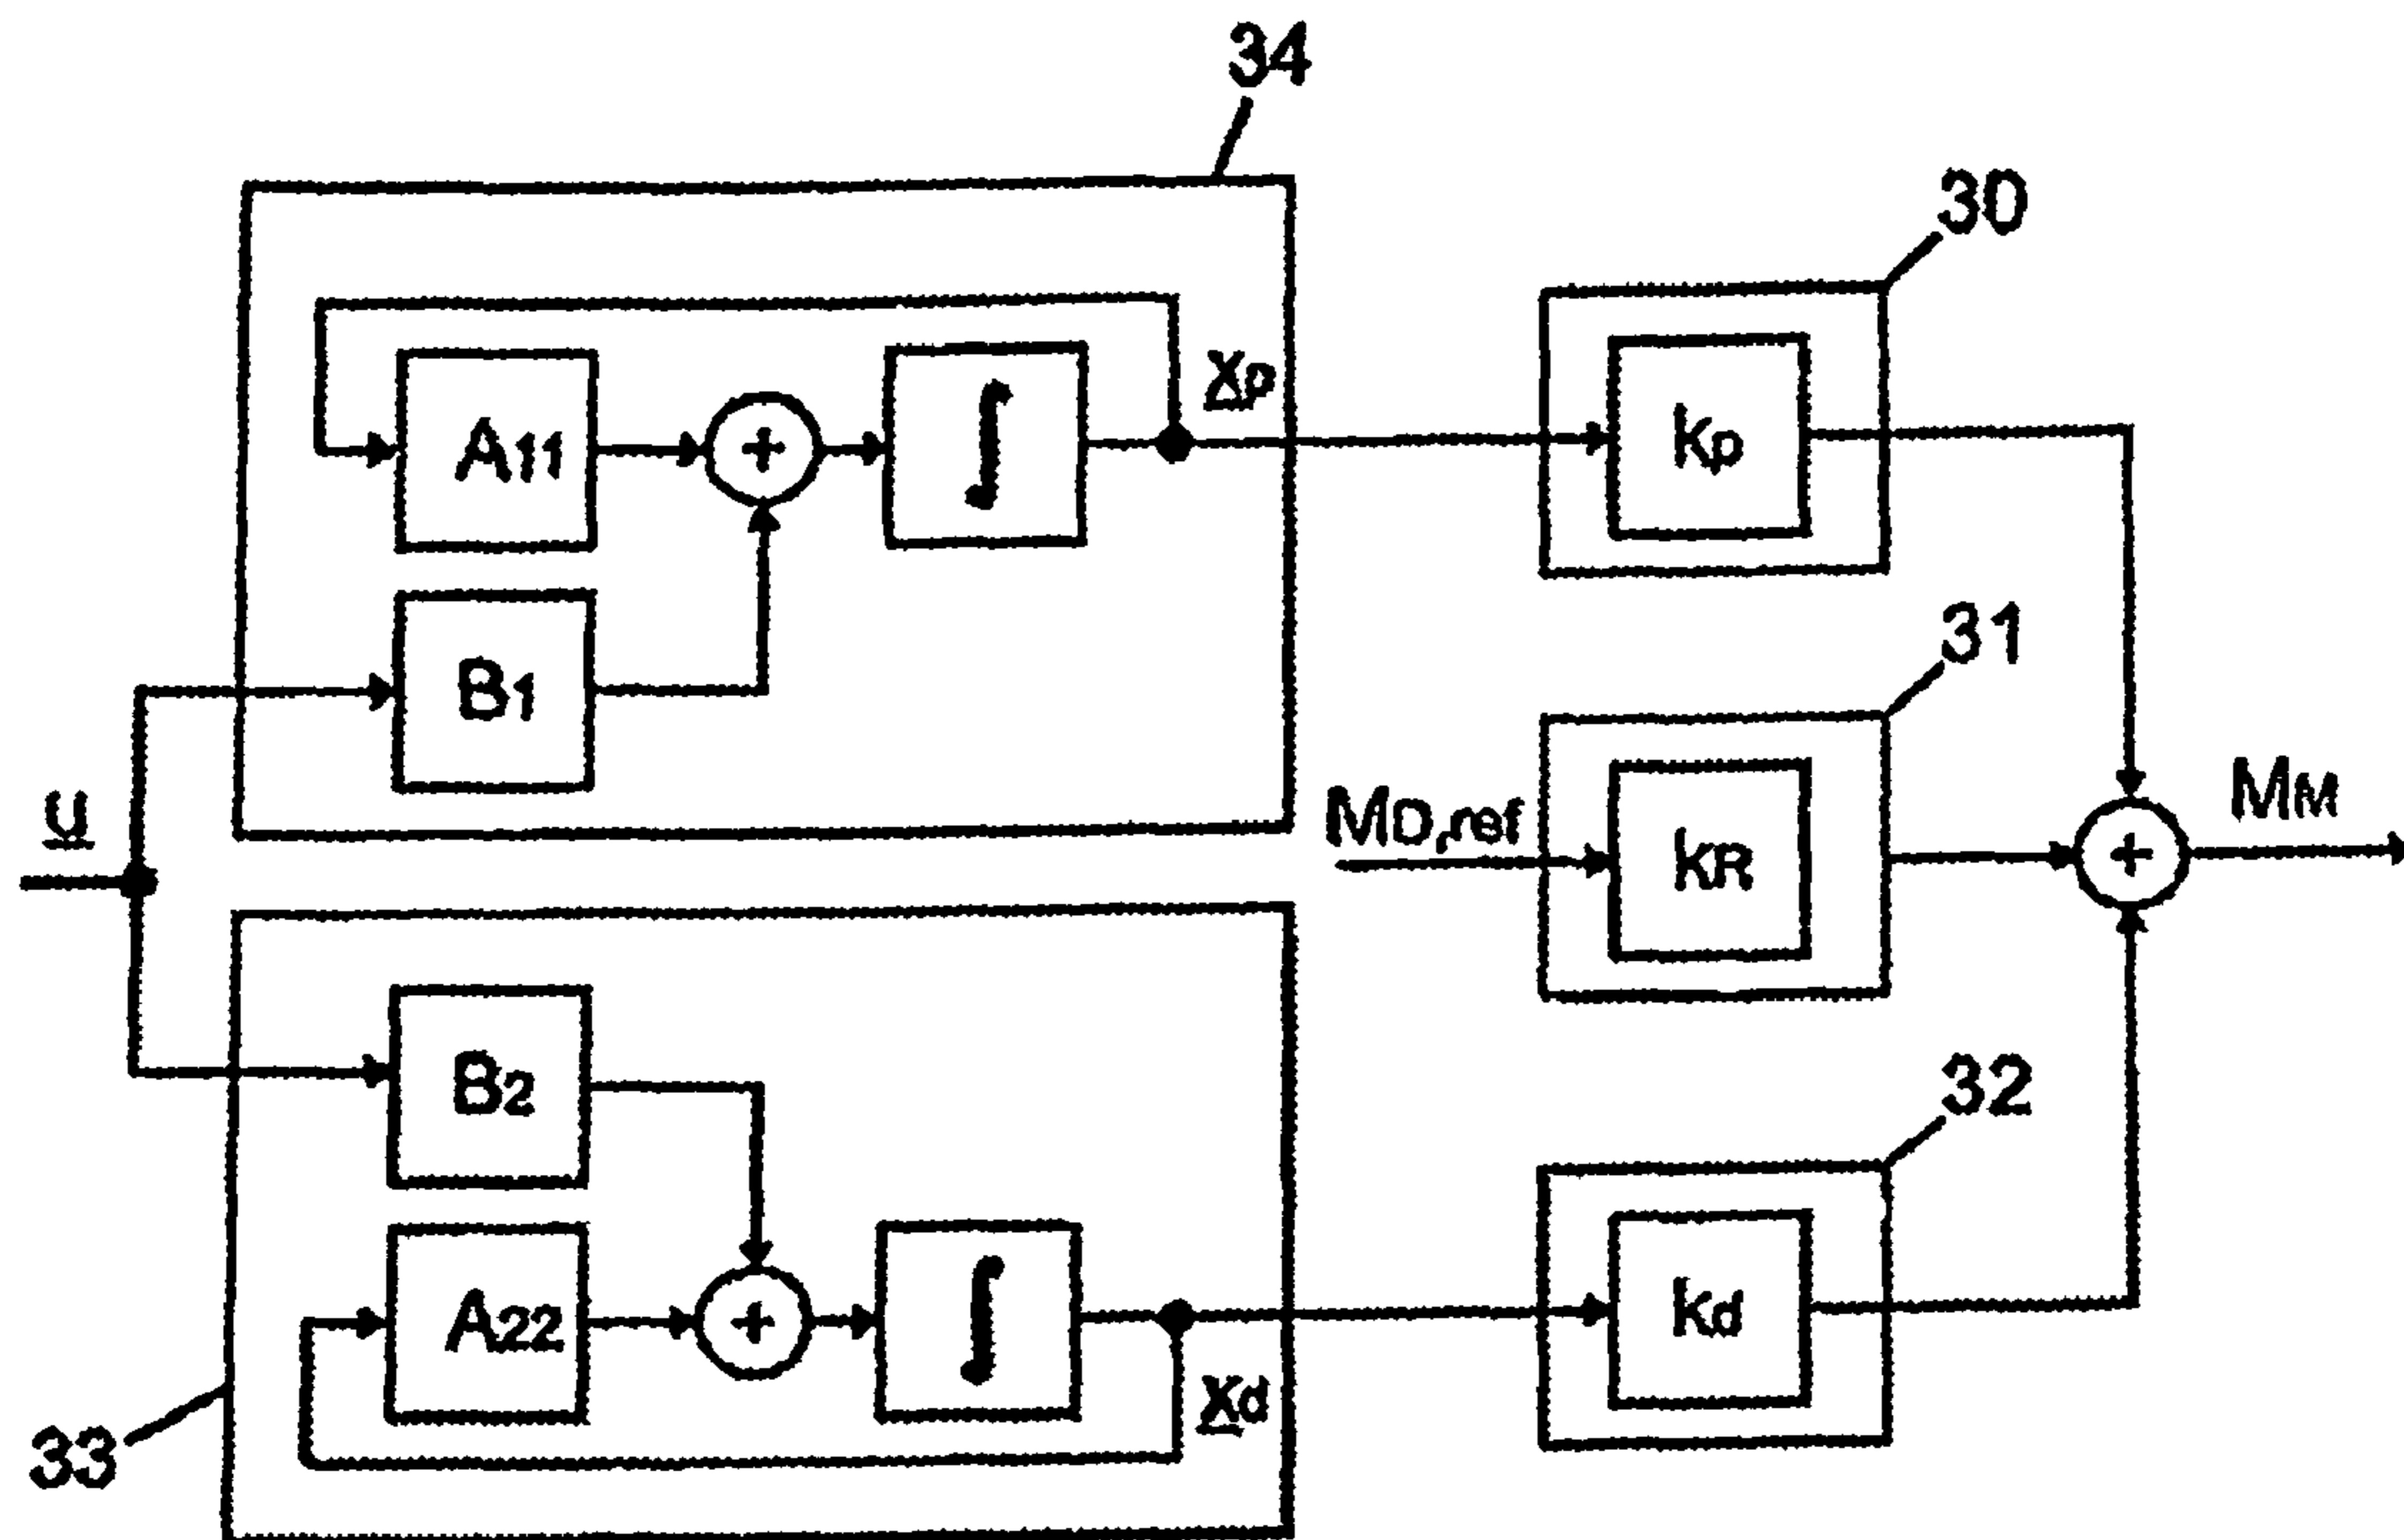 34
30
xp
A11
+
∫
kp
31
B1
u
MD,ref
kR
+
MM
B2
32
A22
+
∫
kd
xd
33